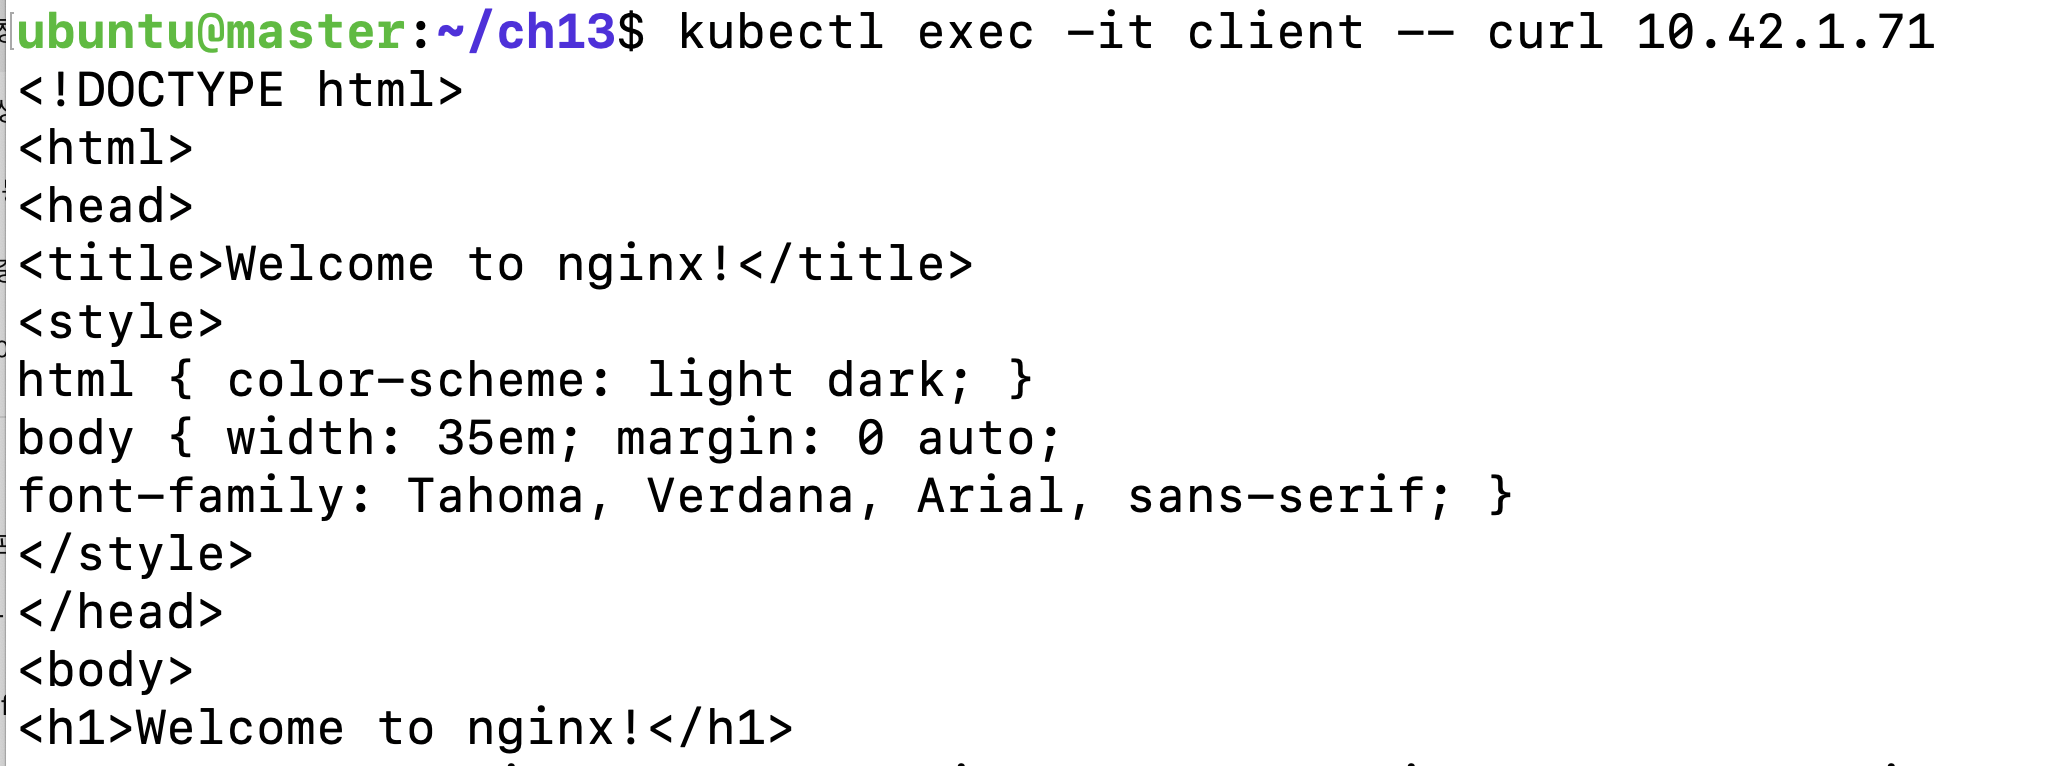 ubuntu@master:~/ch13$ kubectl exec -it client -- curl 10.42.1.71
<!DOCTYPE html>
<html>
<head>
<title>Welcome to nginx!</title>
<style>
html { color-scheme: light dark; }
body { width: 35em; margin: 0 auto;
font-family: Tahoma, Verdana, Arial, sans-serif; }
</style>
</head>
<body>
<h1>Welcome to nginx!</h1>